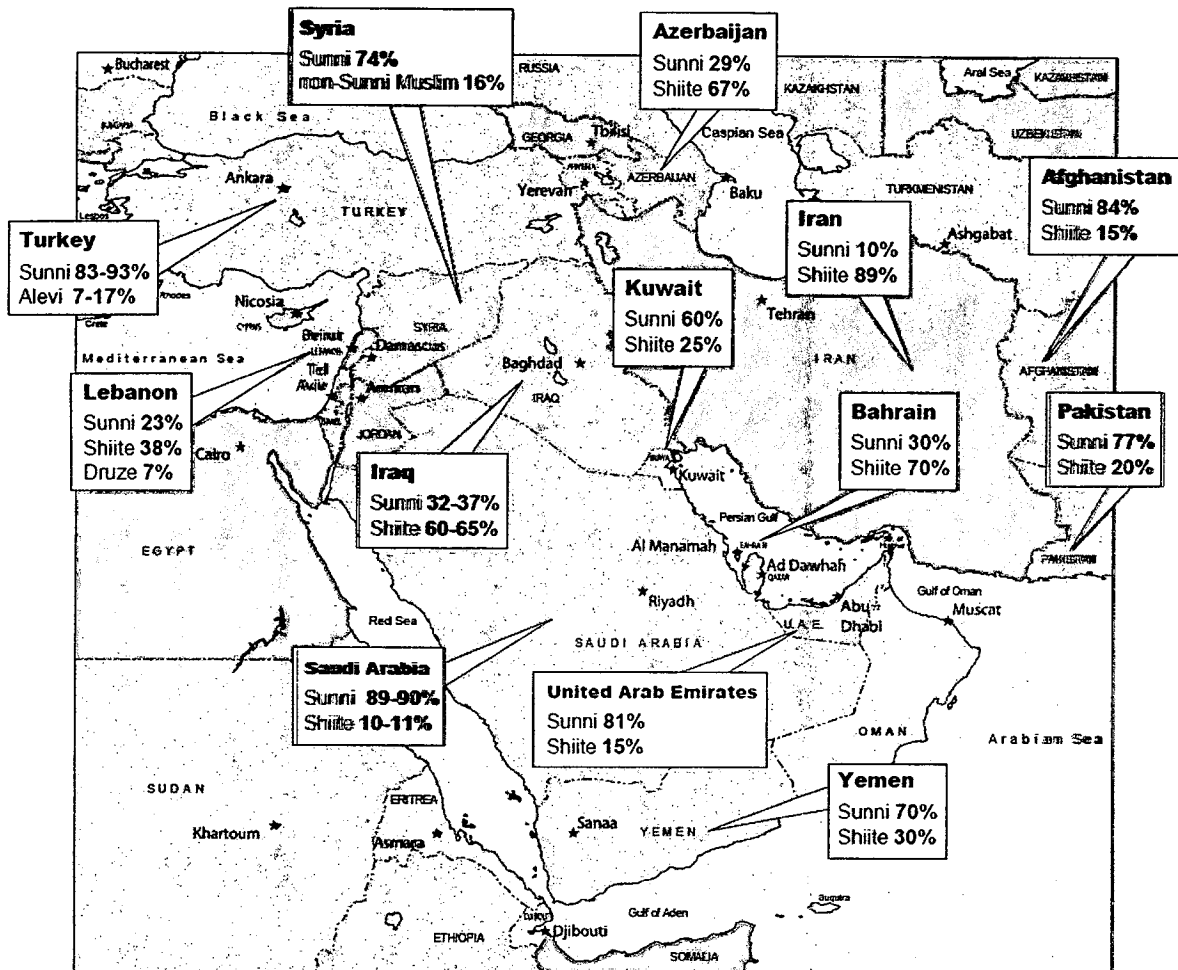 Syria
Sunni 74%
non-Sunni Muslim 16%
Azerbaijan
Sunni 29%
Shiite 67%
Afghanistan
Sunni 84%
Shiite 15%
Iran
Sunni 10%
Shiite 89%
Turkey
Sunni 83-93%
Alevi 7-17%
Kuwait
Sunni 60%
Shiite 25%
Lebanon
Sunni 23%
Shiite 38%
Druze 7%
Iraq
Sunni 32-37%
Shiite 60-65%
Bahrain
Sunni 30%
Shiite 70%
Pakistan
Sunni 77%
Shiite 20%
Saudi Arabia
Sunni 89-90%
Shiite 10-11%
United Arab Emirates
Sunni 81%
Shiite 15%
Yemen
Sunni 70%
Shiite 30%
Bucharest
RUSSIA
Aral Sea
KAZAKHSTAN
KAZAKHSTAN
UZBEKISTAN
Black Sea
GEORGIA
Tbilisi
Caspian Sea
Ankara
Yerevan
AZERBAIJAN
Baku
TURKMENISTAN
TURKEY
Lesbos
Ashgabat
Nicosia
Tehran
SYRIA
Beirut
Damascus
Mediterranean Sea
Baghdad
IRAN
AFGHANISTAN
Amman
IRAQ
JORDAN
Cairo
Kuwait
Persian Gulf
EGYPT
Al Manamah
BAHRAIN
Ad Dawhah
QATAR
PAKISTAN
Gulf of Oman
Riyadh
Abu
Dhabi
Muscat
Red Sea
U.A.E.
SAUDI ARABIA
OMAN
Arabian Sea
SUDAN
ERITREA
Khartoum
Asmara
Sanaa
YEMEN
Gulf of Aden
Djibouti
ETHIOPIA
SOMALIA